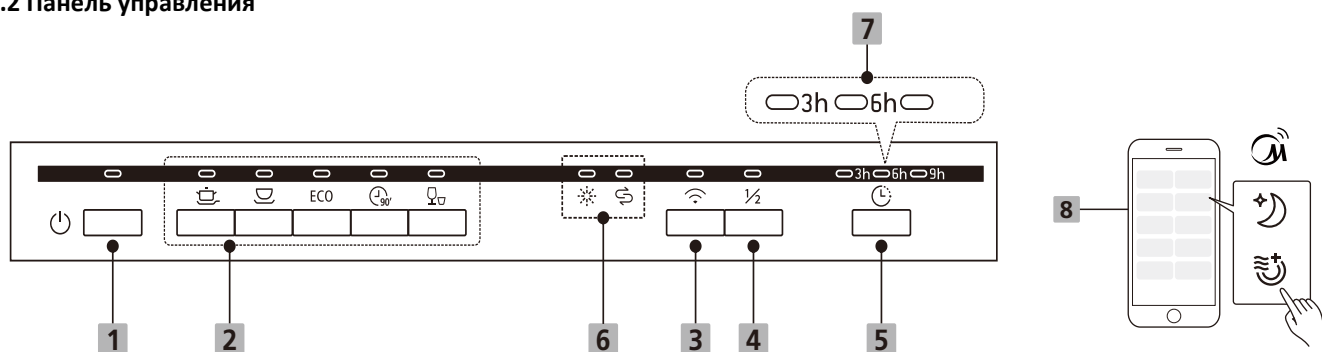 .2 Панель управления
7
3h 6h
3h 6h 9h
ECO 90' 1/2
8
1 2 6 3 4 5